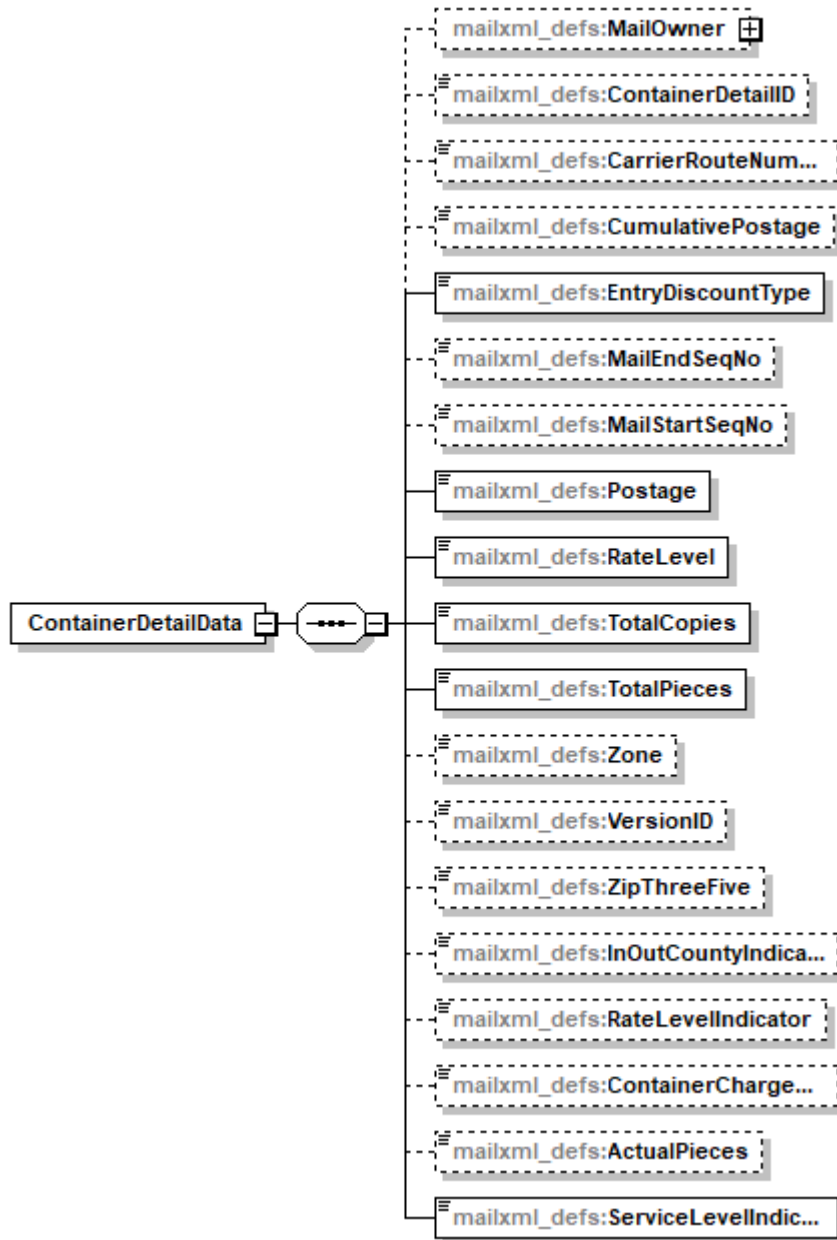 mailxml_defs:MailOwner
mailxml_defs:ContainerDetailID
mailxml_defs:CarrierRouteNum...
mailxml_defs:CumulativePostage
mailxml_defs:EntryDiscountType
mailxml_defs:MailEndSeqNo
mailxml_defs:MailStartSeqNo
mailxml_defs:Postage
mailxml_defs:RateLevel
ContainerDetailData
mailxml_defs:TotalCopies
mailxml_defs:TotalPieces
mailxml_defs:Zone
mailxml_defs:VersionID
mailxml_defs:ZipThreeFive
mailxml_defs:InOutCountyIndica...
mailxml_defs:RateLevelIndicator
mailxml_defs:ContainerCharge...
mailxml_defs:ActualPieces
mailxml_defs:ServiceLevelIndic...